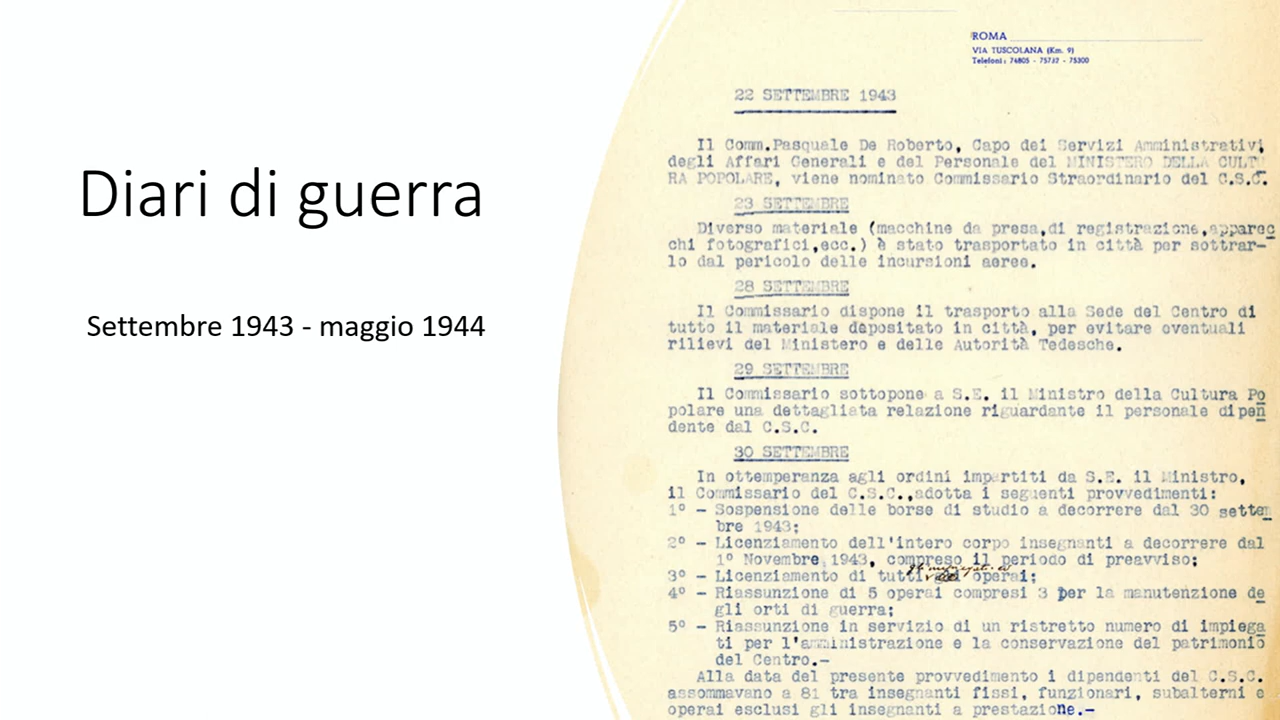 Diari di guerra
Settembre 1943 - maggio 1944
ROMA
VIA TUSCOLANA (Km. 9)
Telefoni: 74805 - 75737 - 75300
22 SETTEMBRE 1943
Il Comm.Pasquale De Roberto, Capo dei Servizi Amministrativi,
degli Affari Generali e del Personale del MINISTERO DELLA CULTU
RA POPOLARE, viene nominato Commissario Straordinario del C.S.C.
23 SETTEMBRE
Diverso materiale (macchine da presa,di registrazione,apparec
chi fotografici,ecc.) è stato trasportato in città per sottrar-
lo dal pericolo delle incursioni aeree.
28 SETTEMBRE
Il Commissario dispone il trasporto alla Sede del Centro di
tutto il materiale depositato in città, per evitare eventuali
rilievi del Ministero e delle Autorità Tedesche.
29 SETTEMBRE
Il Commissario sottopone a S.E. il Ministro della Cultura Po
polare una dettagliata relazione riguardante il personale dipen
dente dal C.S.C.
30 SETTEMBRE
In ottemperanza agli ordini impartiti da S.E. il Ministro,
il Commissario del C.S.C.,adotta i seguenti provvedimenti:
1° - Sospensione delle borse di studio a decorrere dal 30 settem
bre 1943;
2° - Licenziamento dell'intero corpo insegnanti a decorrere dal
1° Novembre 1943, compreso il periodo di preavviso;
3° - Licenziamento di tutti operai;
4° - Riassunzione di 5 operai compresi 3 per la manutenzione de
gli orti di guerra;
5° - Riassunzione in servizio di un ristretto numero di impiega
ti per l'amministrazione e la conservazione del patrimonio
del Centro.-
Alla data del presente provvedimento i dipendenti del C.S.C.
assommavano a 81 tra insegnanti fissi, funzionari, subalterni e
operai esclusi gli insegnanti a prestazione.-